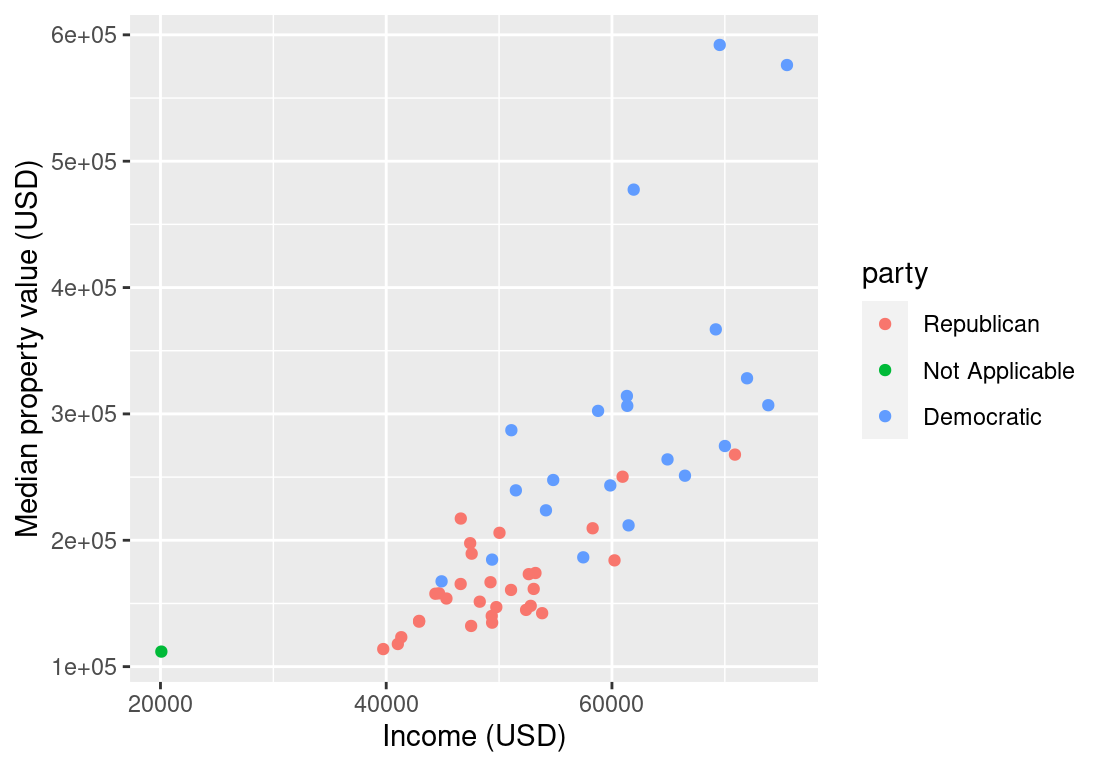 6e+05
5e+05
4e+05
3e+05
2e+05
1e+05
Median property value (USD)
20000 40000 60000
Income (USD)
party
Republican
Not Applicable
Democratic